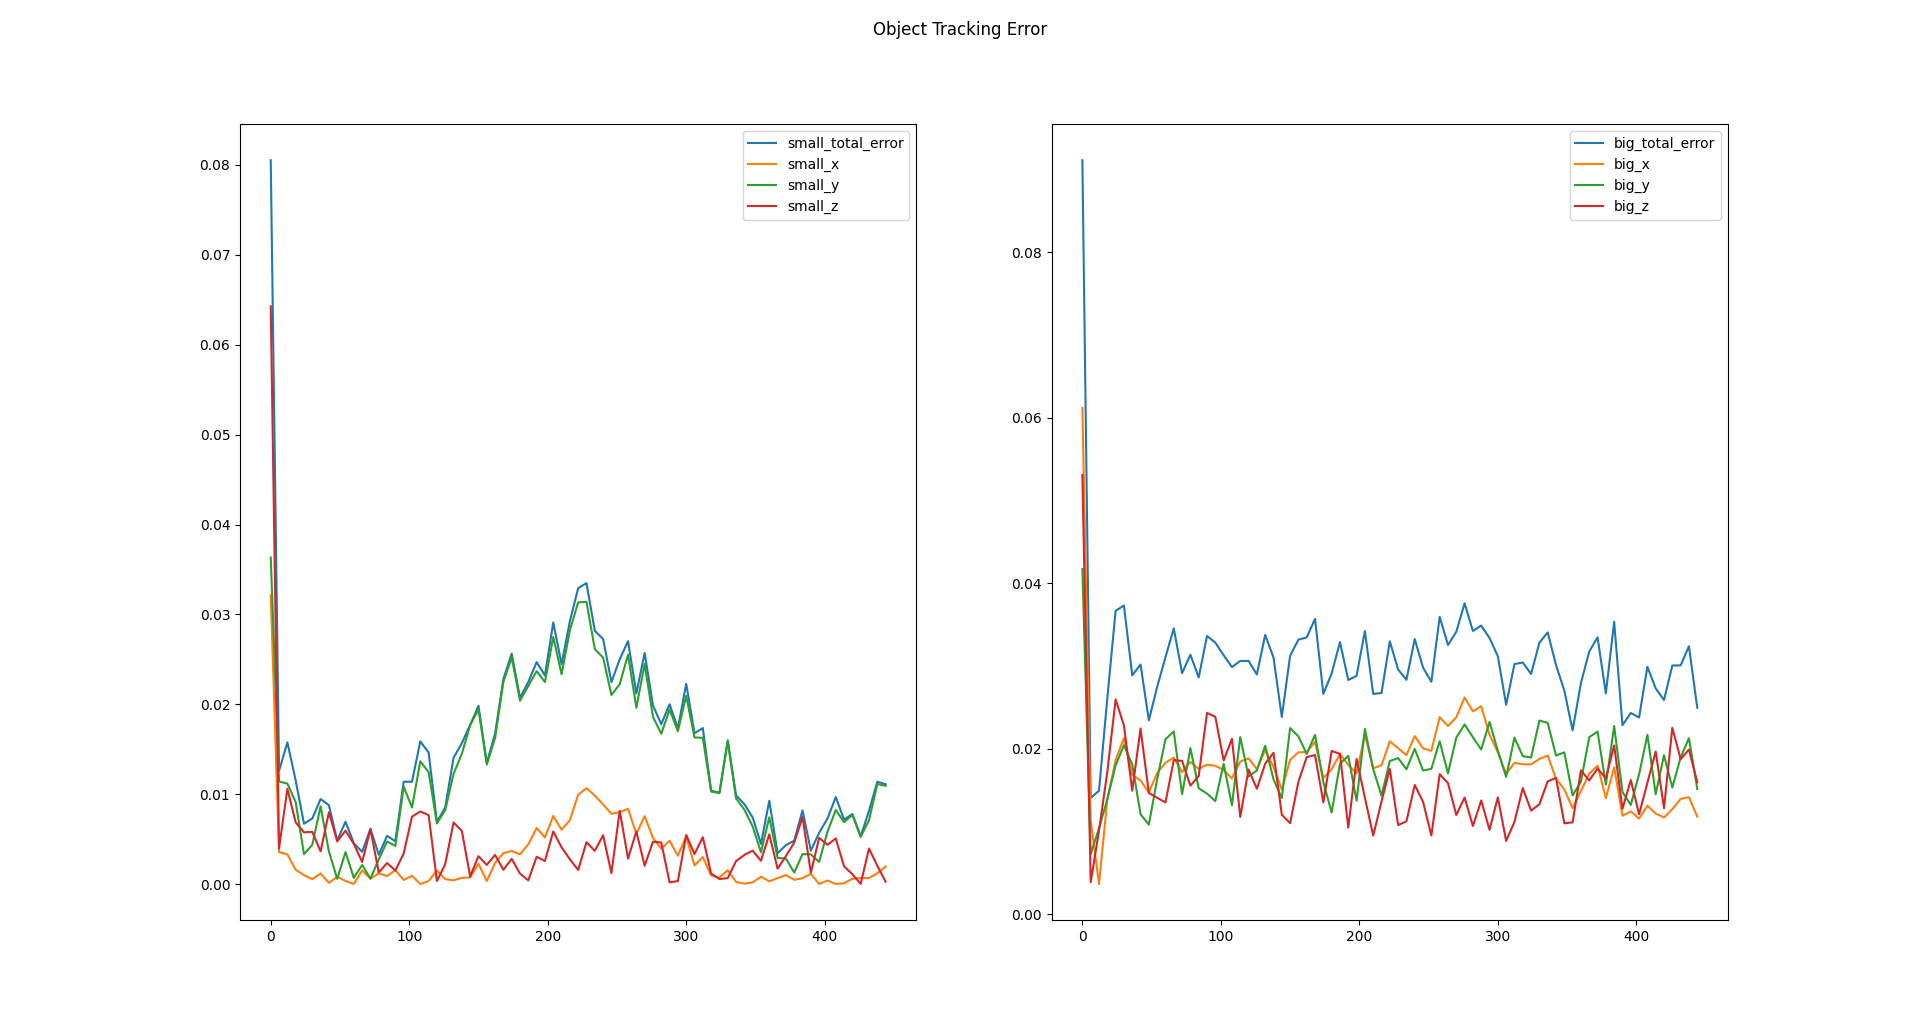 Object Tracking Error
small_total_error
small_x
small_y
small_z
0.08
0.07
0.06
0.05
0.04
0.03
0.02
0.01
0.00
0 100 200 300 400
big_total_error
big_x
big_y
big_z
0.08
0.06
0.04
0.02
0.00
0 100 200 300 400